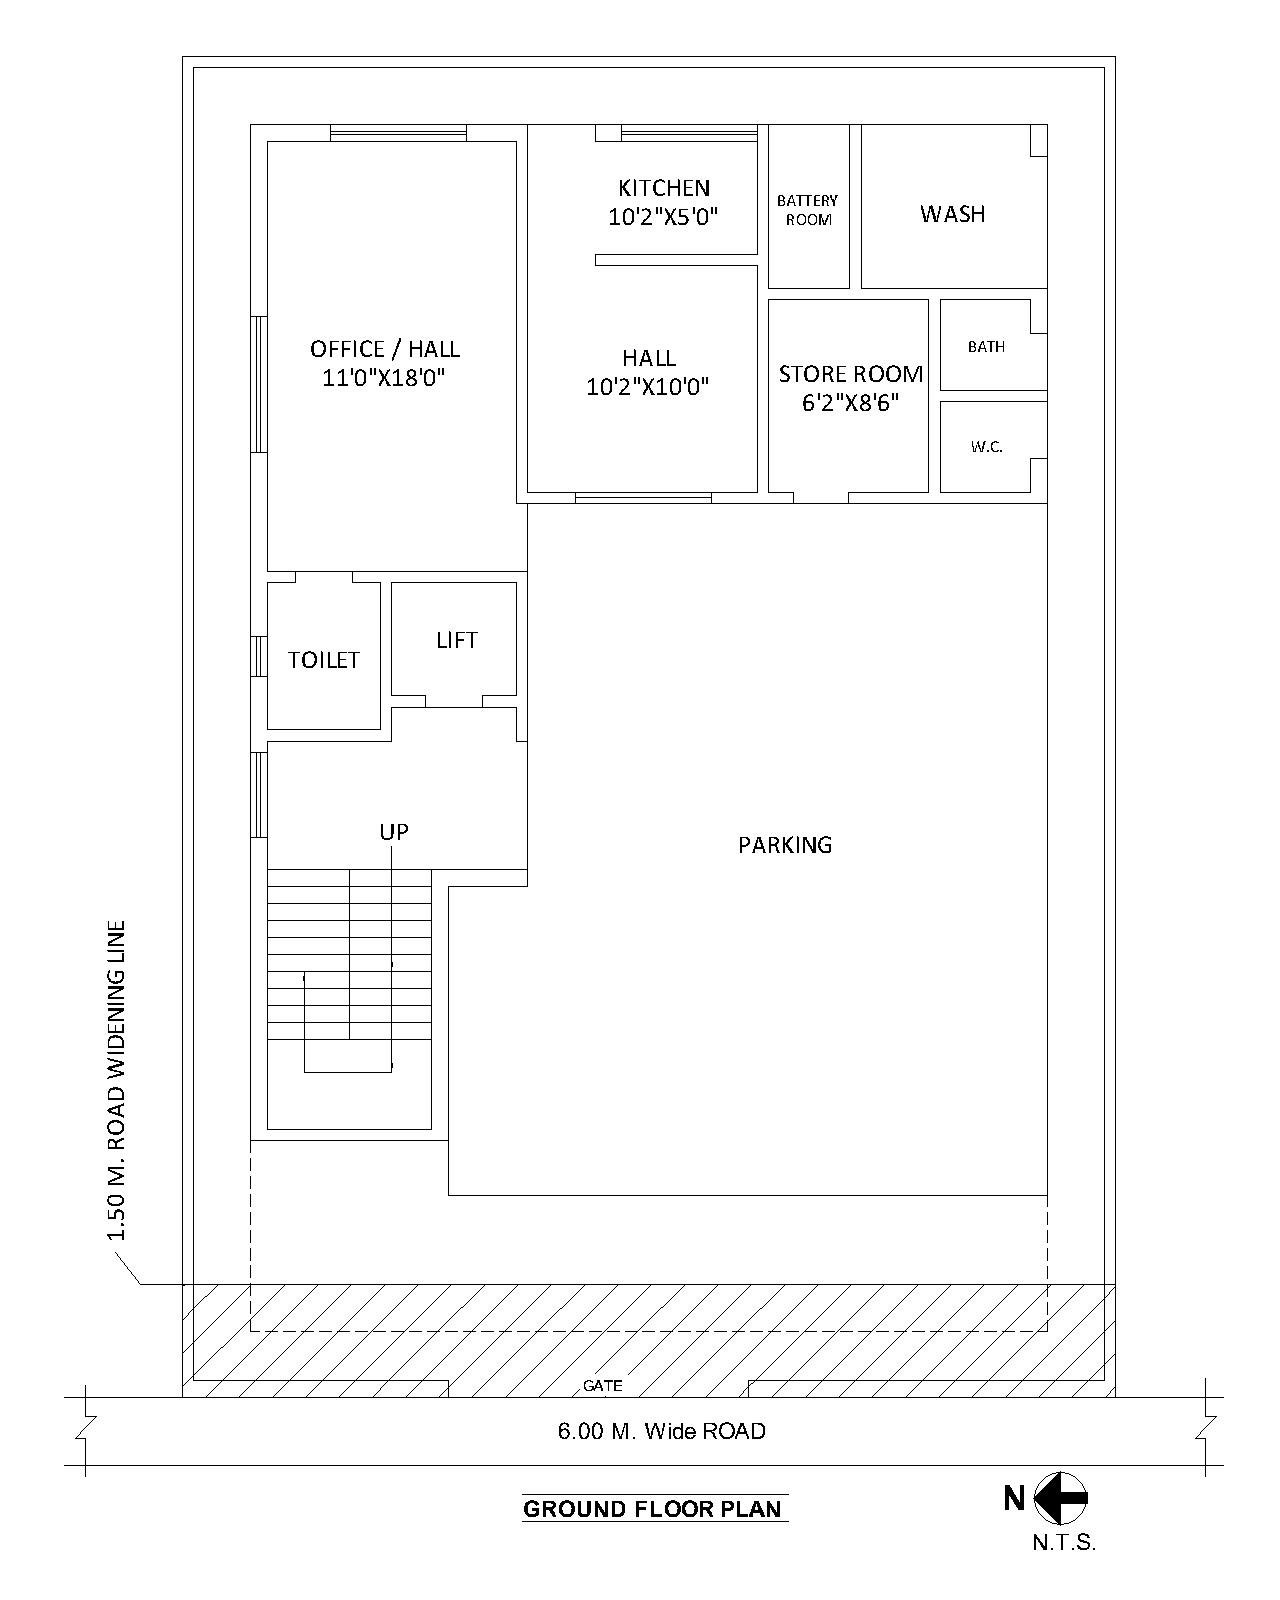 KITCHEN
10'2"X5'0"
BATTERY
ROOM
WASH
OFFICE / HALL
11'0"X18'0"
HALL
10'2"X10'0"
STORE ROOM
6'2"X8'6"
BATH
W.C.
TOILET
LIFT
UP
PARKING
1.50 M. ROAD WIDENING LINE
GATE
6.00 M. Wide ROAD
GROUND FLOOR PLAN
N
N.T.S.